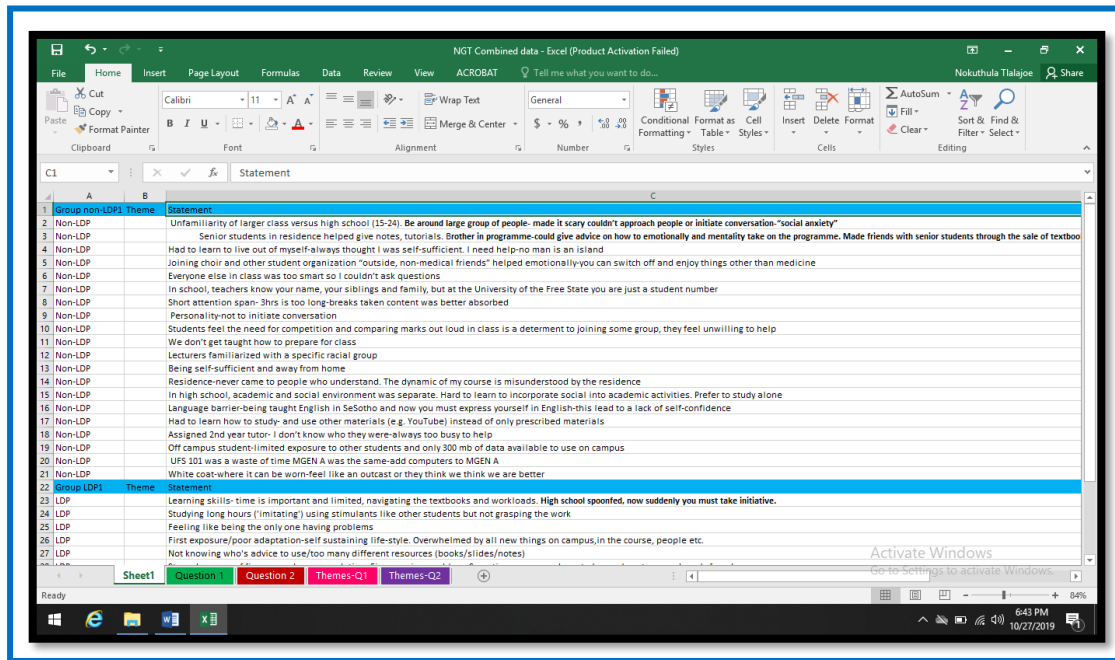 NGT Combined data - Excel (Product Activation Failed)
File Home Insert Page Layout Formulas Data Review View ACROBAT Tell me what you want to do... Nokuthula Tlalajoe Share
Cut
Copy
Format Painter
Paste
Calibri 11
B I U
Wrap Text
Merge & Center
General
$ % ,
Conditional Formatting Format as Table Cell Styles
Insert Delete Format
AutoSum
Fill
Clear
Sort & Filter Find & Select
Clipboard Font Alignment Number Styles Cells Editing
C1 fx Statement
A B C
1 Group non-LDP1 Theme Statement
2 Non-LDP Unfamiliarity of larger class versus high school (15-24). Be around large group of people- made it scary couldn't approach people or initiate conversation-"social anxiety"
3 Non-LDP Senior students in residence helped give notes, tutorials. Brother in programme-could give advice on how to emotionally and mentality take on the programme. Made friends with senior students through the sale of textboo
4 Non-LDP Had to learn to live out of myself-always thought I was self-sufficient. I need help-no man is an island
5 Non-LDP Joining choir and other student organization "outside, non-medical friends" helped emotionally-you can switch off and enjoy things other than medicine
6 Non-LDP Everyone else in class was too smart so I couldn't ask questions
7 Non-LDP In school, teachers know your name, your siblings and family, but at the University of the Free State you are just a student number
8 Non-LDP Short attention span- 3hrs is too long-breaks taken content was better absorbed
9 Non-LDP Personality-not to initiate conversation
10 Non-LDP Students feel the need for competition and comparing marks out loud in class is a determent to joining some group, they feel unwilling to help
11 Non-LDP We don't get taught how to prepare for class
12 Non-LDP Lecturers familiarized with a specific racial group
13 Non-LDP Being self-sufficient and away from home
14 Non-LDP Residence-never came to people who understand. The dynamic of my course is misunderstood by the residence
15 Non-LDP In high school, academic and social environment was separate. Hard to learn to incorporate social into academic activities. Prefer to study alone
16 Non-LDP Language barrier-being taught English in SeSotho and now you must express yourself in English-this lead to a lack of self-confidence
17 Non-LDP Had to learn how to study- and use other materials (e.g. YouTube) instead of only prescribed materials
18 Non-LDP Assigned 2nd year tutor- I don't know who they were-always too busy to help
19 Non-LDP Off campus student-limited exposure to other students and only 300 mb of data available to use on campus
20 Non-LDP UFS 101 was a waste of time MGEN A was the same-add computers to MGEN A
21 Non-LDP White coat-where it can be worn-feel like an outcast or they think we think we are better
22 Group LDP1 Theme Statement
23 LDP Learning skills- time is important and limited, navigating the textbooks and workloads. High school spoonfed, now suddenly you must take initiative.
24 LDP Studying long hours ('imitating') using stimulants like other students but not grasping the work
25 LDP Feeling like being the only one having problems
26 LDP First exposure/poor adaptation-self sustaining life-style. Overwhelmed by all new things on campus,in the course, people etc.
27 LDP Not knowing who's advice to use/too many different resources (books/slides/notes)
Activate Windows
Go to Settings to activate Windows.
Sheet1 Question 1 Question 2 Themes-Q1 Themes-Q2
Ready 84%
6:43 PM
10/27/2019